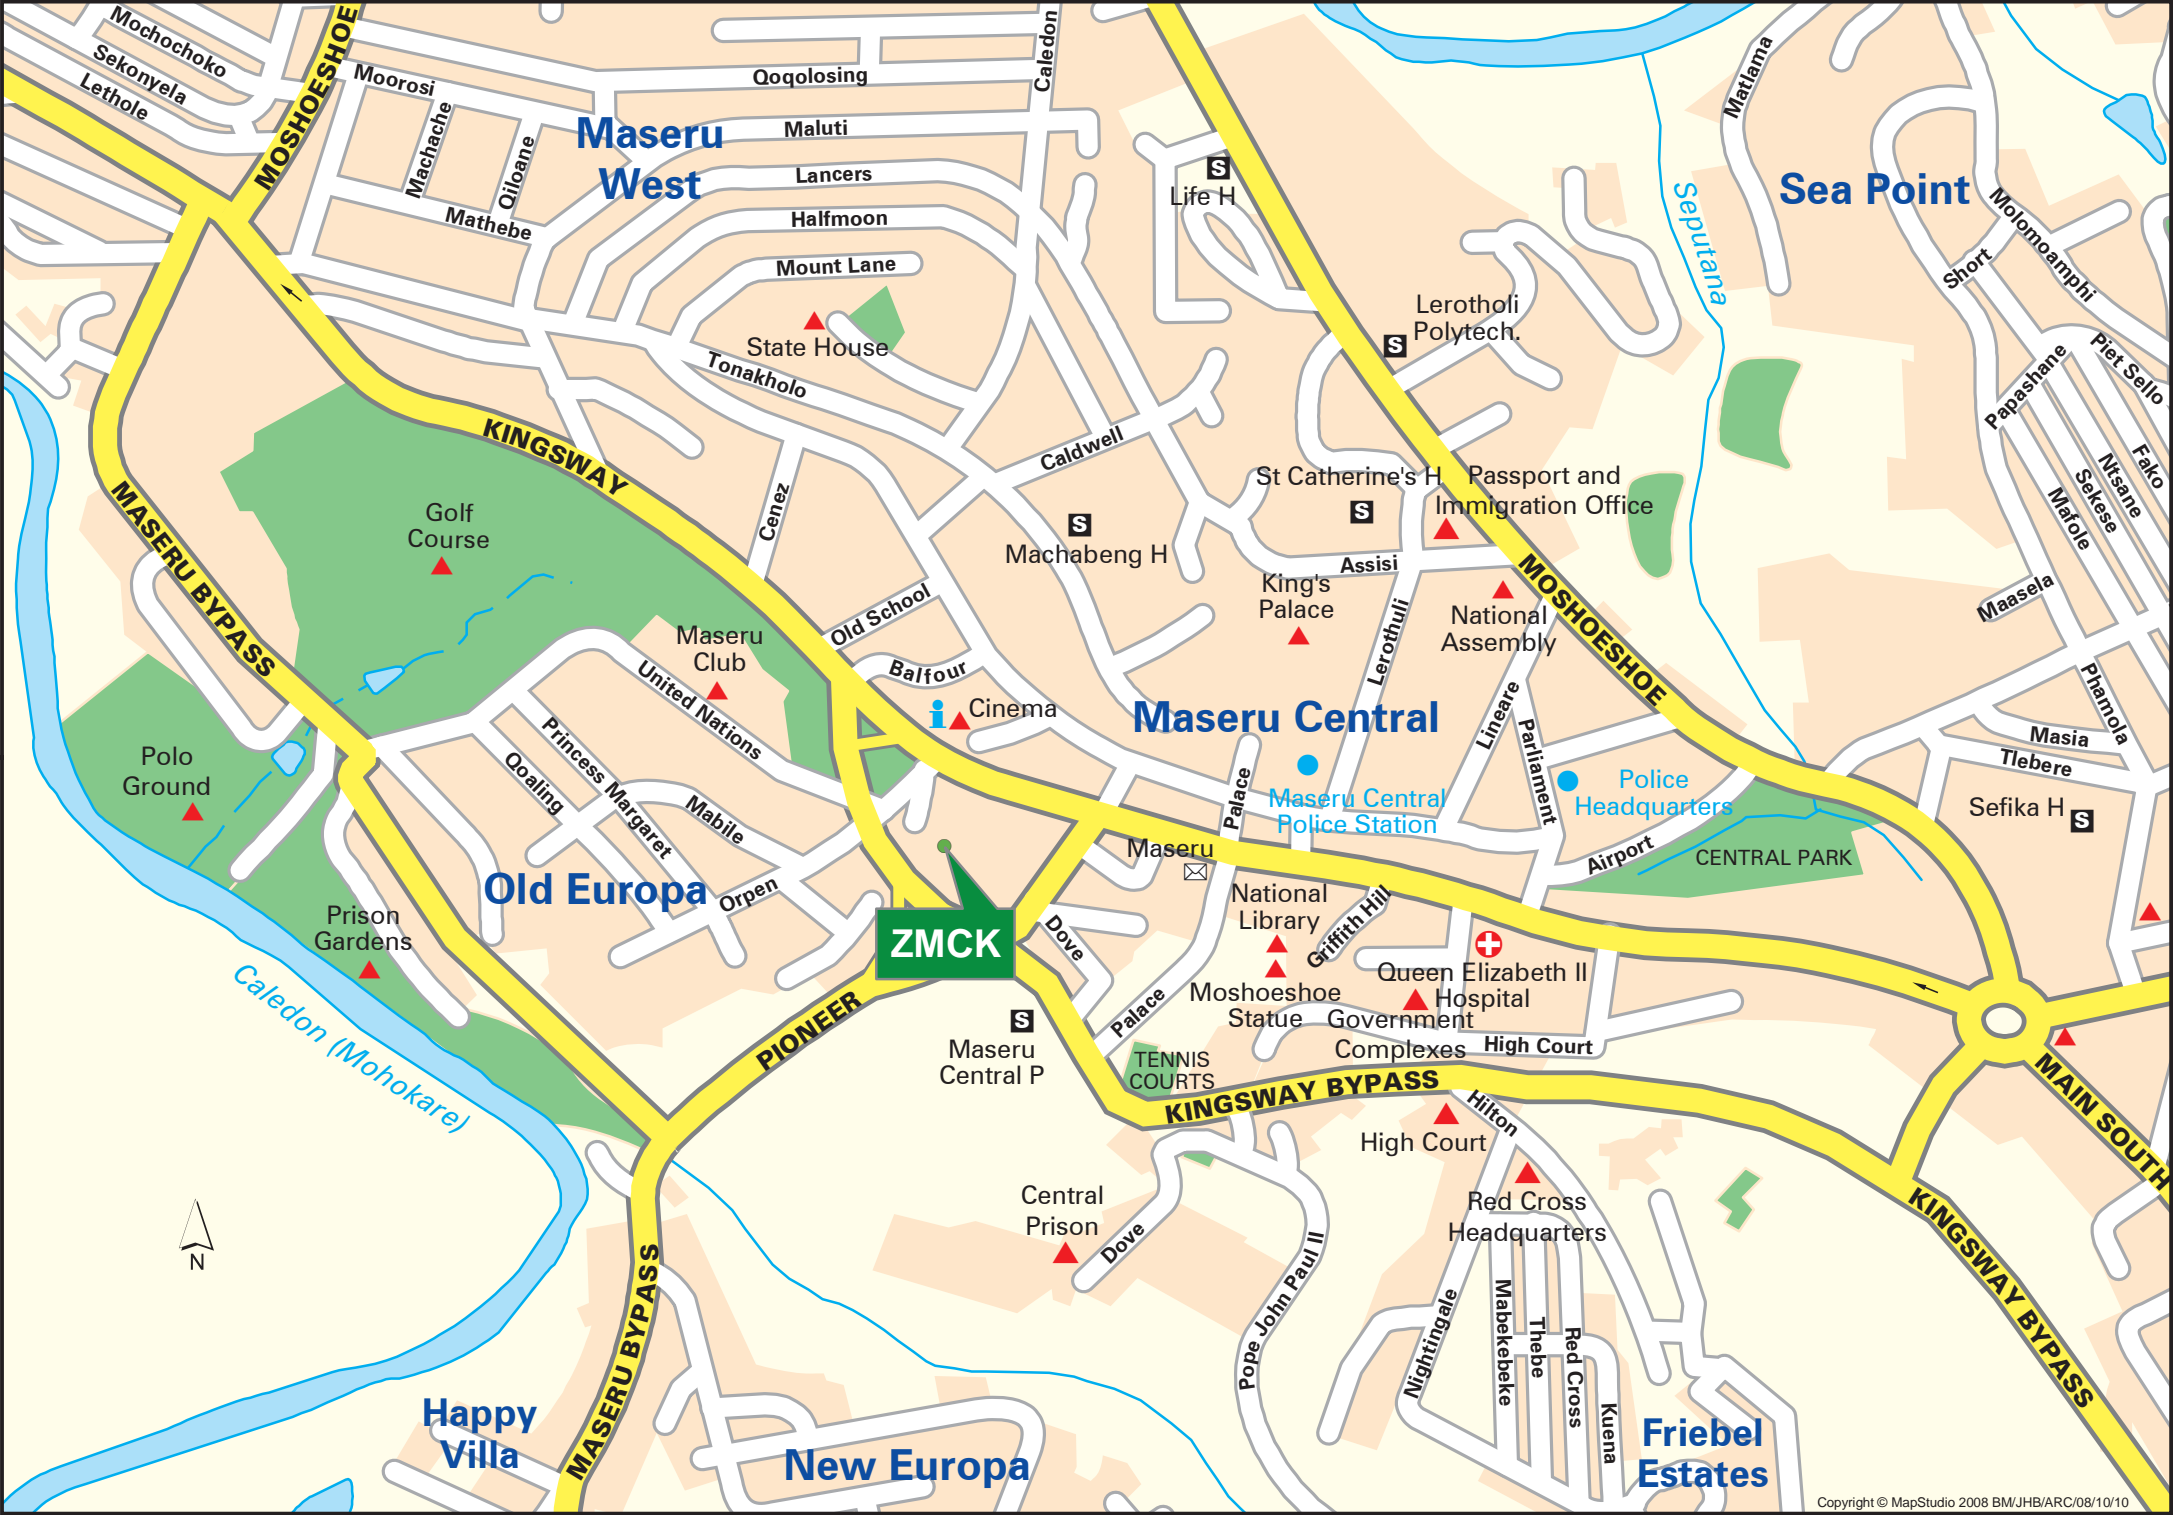 Mochochoko
Sekonyela
Lethole
MOSHOESHOE
Moorosi
Machache
Qiloane
Mathebe
Maseru
West
Qoqolosing
Caledon
Maluti
Lancers
Halfmoon
Mount Lane
State House
Tonakholo
Life H
Lerotholi
Polytech.
Seputana
Matlama
Sea Point
Molomoamphi
Short
Papashane
Piet Sello
Fako
Ntsane
Sekese
Mafole
Maasela
Phamola
Masia
Tlebere
Sefika H
KINGSWAY
MASERU BYPASS
Golf
Course
Cenez
Caldwell
Machabeng H
St Catherine's H
Passport and
Immigration Office
Assisi
King's
Palace
Lerothuli
National
Assembly
MOSHOESHOE
Old School
Balfour
Cinema
Maseru
Club
United Nations
Maseru Central
Lineare
Parliament
Palace
Maseru Central
Police Station
Police
Headquarters
Airport
CENTRAL PARK
Polo
Ground
Princess Margaret
Qoaling
Mabile
Old Europa
Orpen
Prison
Gardens
Caledon (Mohokare)
ZMCK
Maseru
National
Library
Griffith Hill
Moshoeshoe
Statue
Queen Elizabeth II
Hospital
Government
Complexes
High Court
Dove
Palace
PIONEER
Maseru
Central P
TENNIS
COURTS
KINGSWAY BYPASS
MAIN SOUTH
High Court
Hilton
Red Cross
Headquarters
Central
Prison
Dove
Pope John Paul II
Nightingale
Mabekebeke
Thebe
Red Cross
Kuena
KINGSWAY BYPASS
N
MASERU BYPASS
Happy
Villa
New Europa
Friebel
Estates
Copyright © MapStudio 2008 BM/JHB/ARC/08/10/10